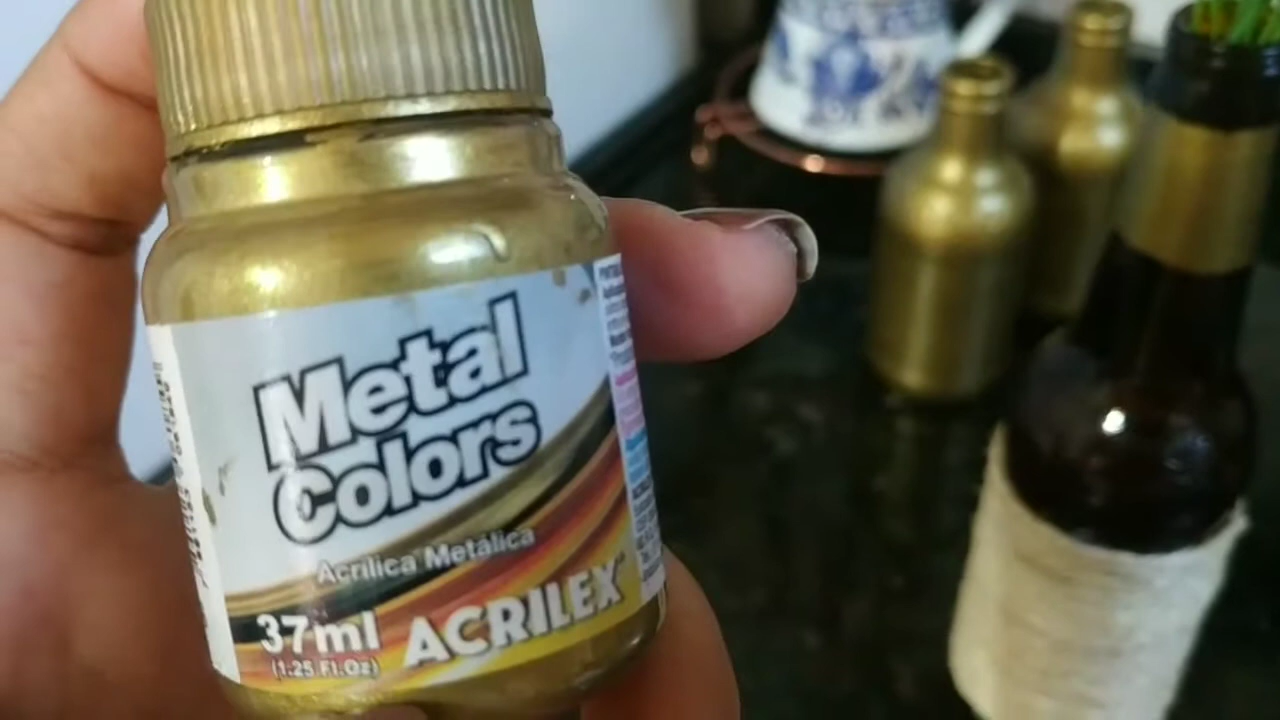 Metal
Colors
Acrílica Metálica
37ml
ACRILEX
(1.25 Fl.Oz)